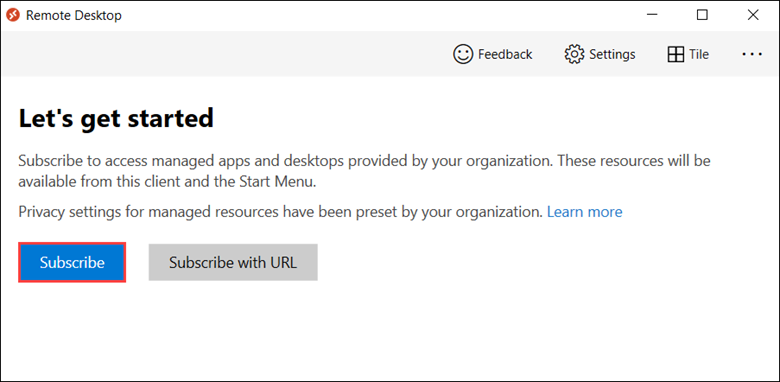 Remote Desktop
Feedback Settings Tile
Let's get started
Subscribe to access managed apps and desktops provided by your organization. These resources will be
available from this client and the Start Menu.
Privacy settings for managed resources have been preset by your organization. Learn more
Subscribe Subscribe with URL